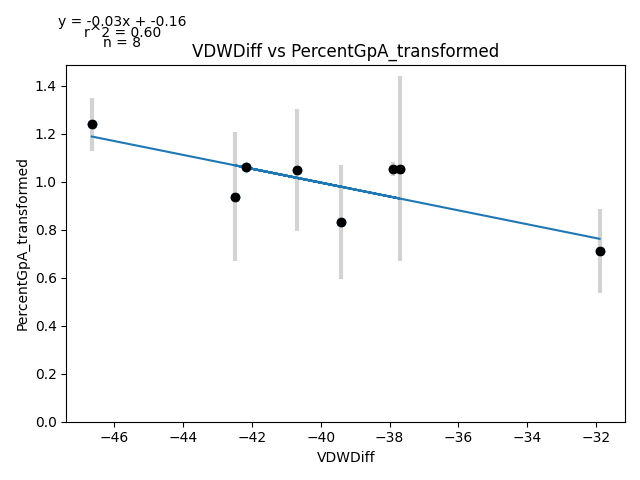 y = -0.03x + -0.16
r^2 = 0.60
n = 8
VDWDiff vs PercentGpA_transformed
PercentGpA_transformed
1.4
1.2
1.0
0.8
0.6
0.4
0.2
0.0
−46 −44 −42 −40 −38 −36 −34 −32
VDWDiff